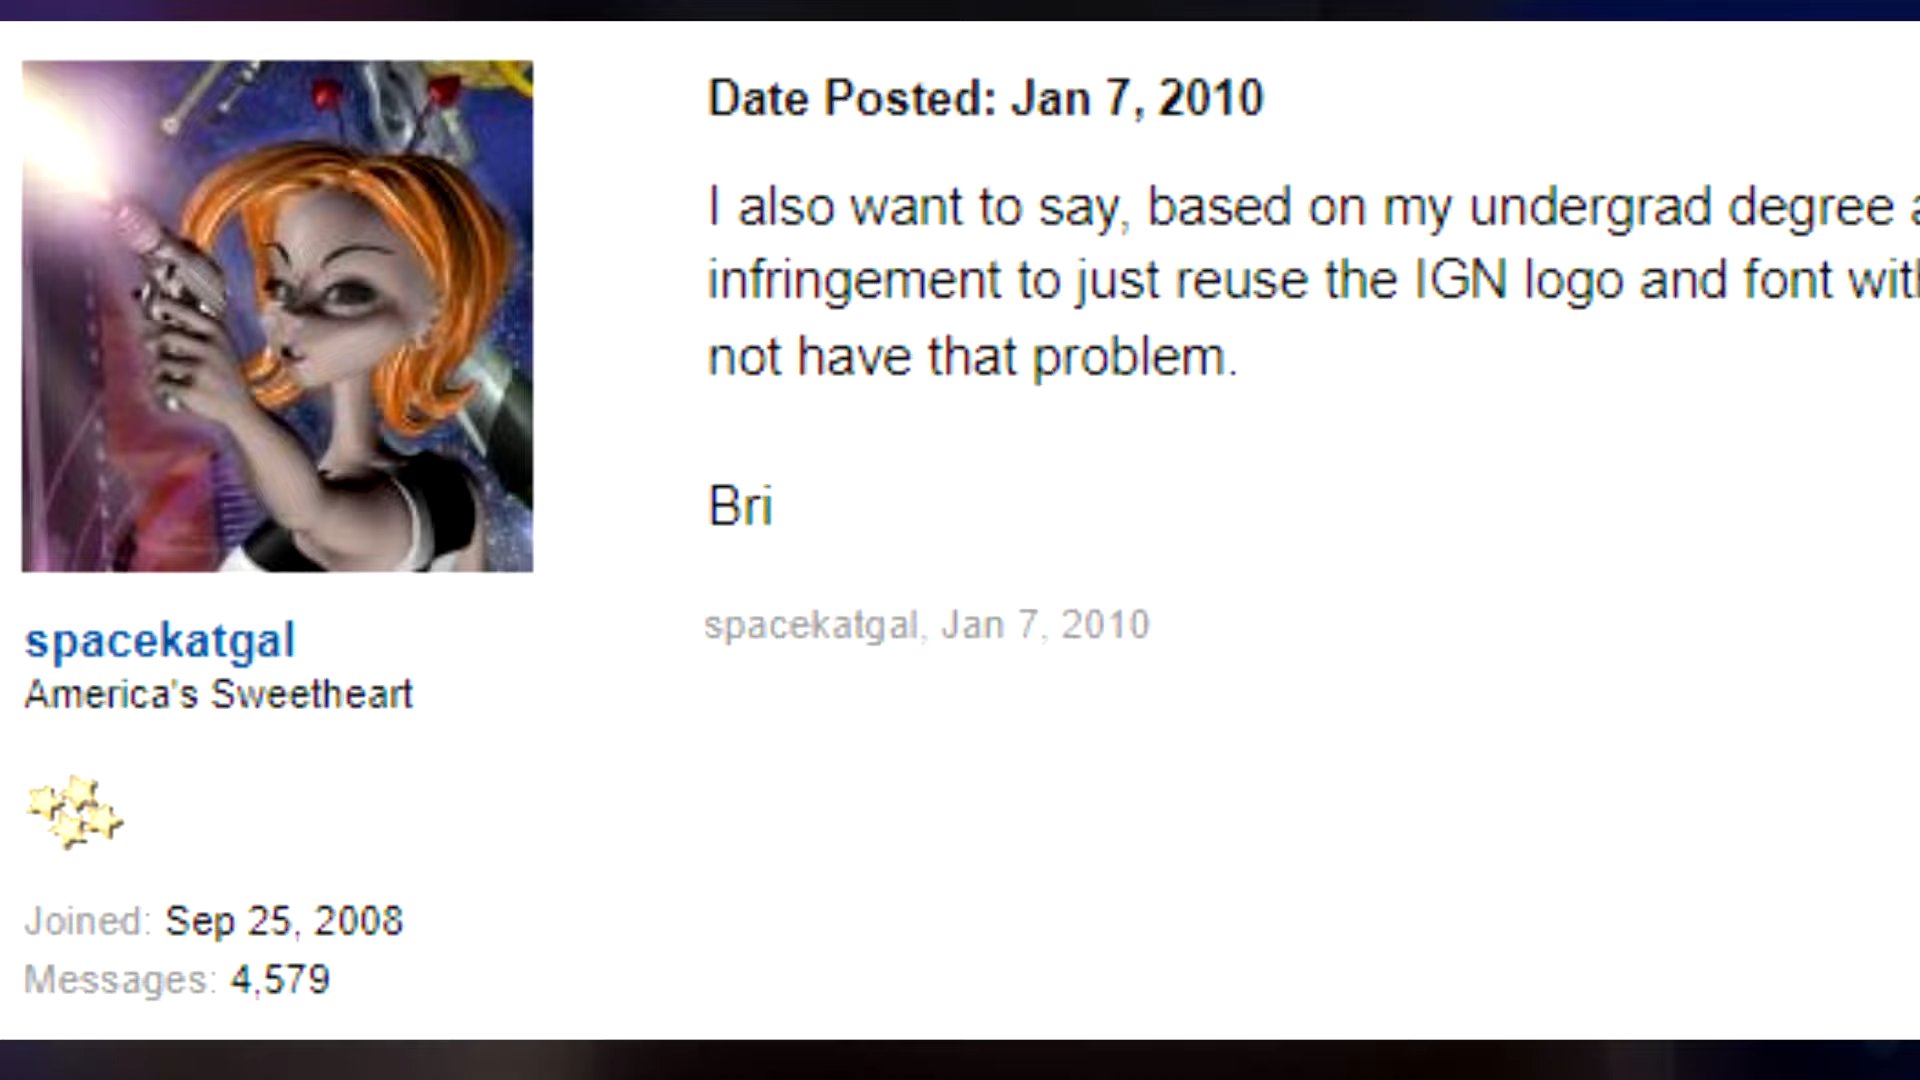 Date Posted: Jan 7, 2010
I also want to say, based on my undergrad degree
infringement to just reuse the IGN logo and font
not have that problem.
Bri
spacekatgal, Jan 7, 2010
spacekatgal
America's Sweetheart
Joined: Sep 25, 2008
Messages: 4,579